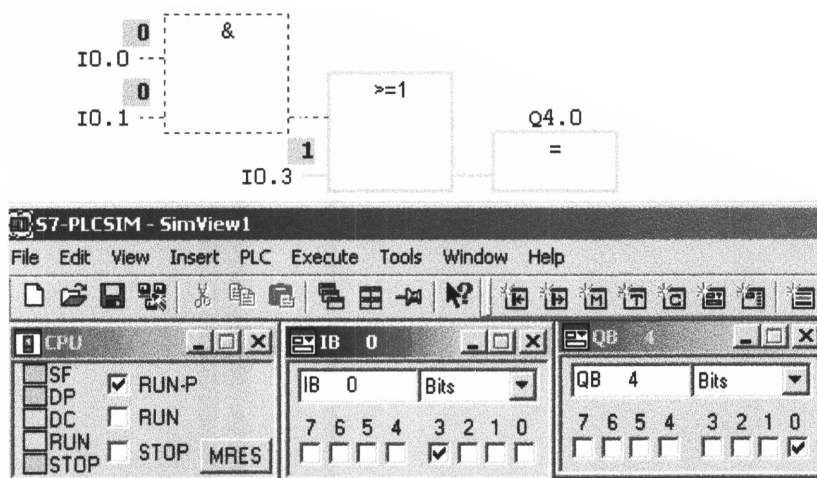 0 &
I0.0
0
I0.1
>=1
1
I0.3
Q4.0
=
S7-PLCSIM - SimView1
File Edit View Insert PLC Execute Tools Window Help
M T C
CPU
SF
DP
DC
RUN
STOP
RUN-P
RUN
STOP
MRES
IB 0
IB 0 Bits
7 6 5 4 3 2 1 0
QB 4
QB 4 Bits
7 6 5 4 3 2 1 0